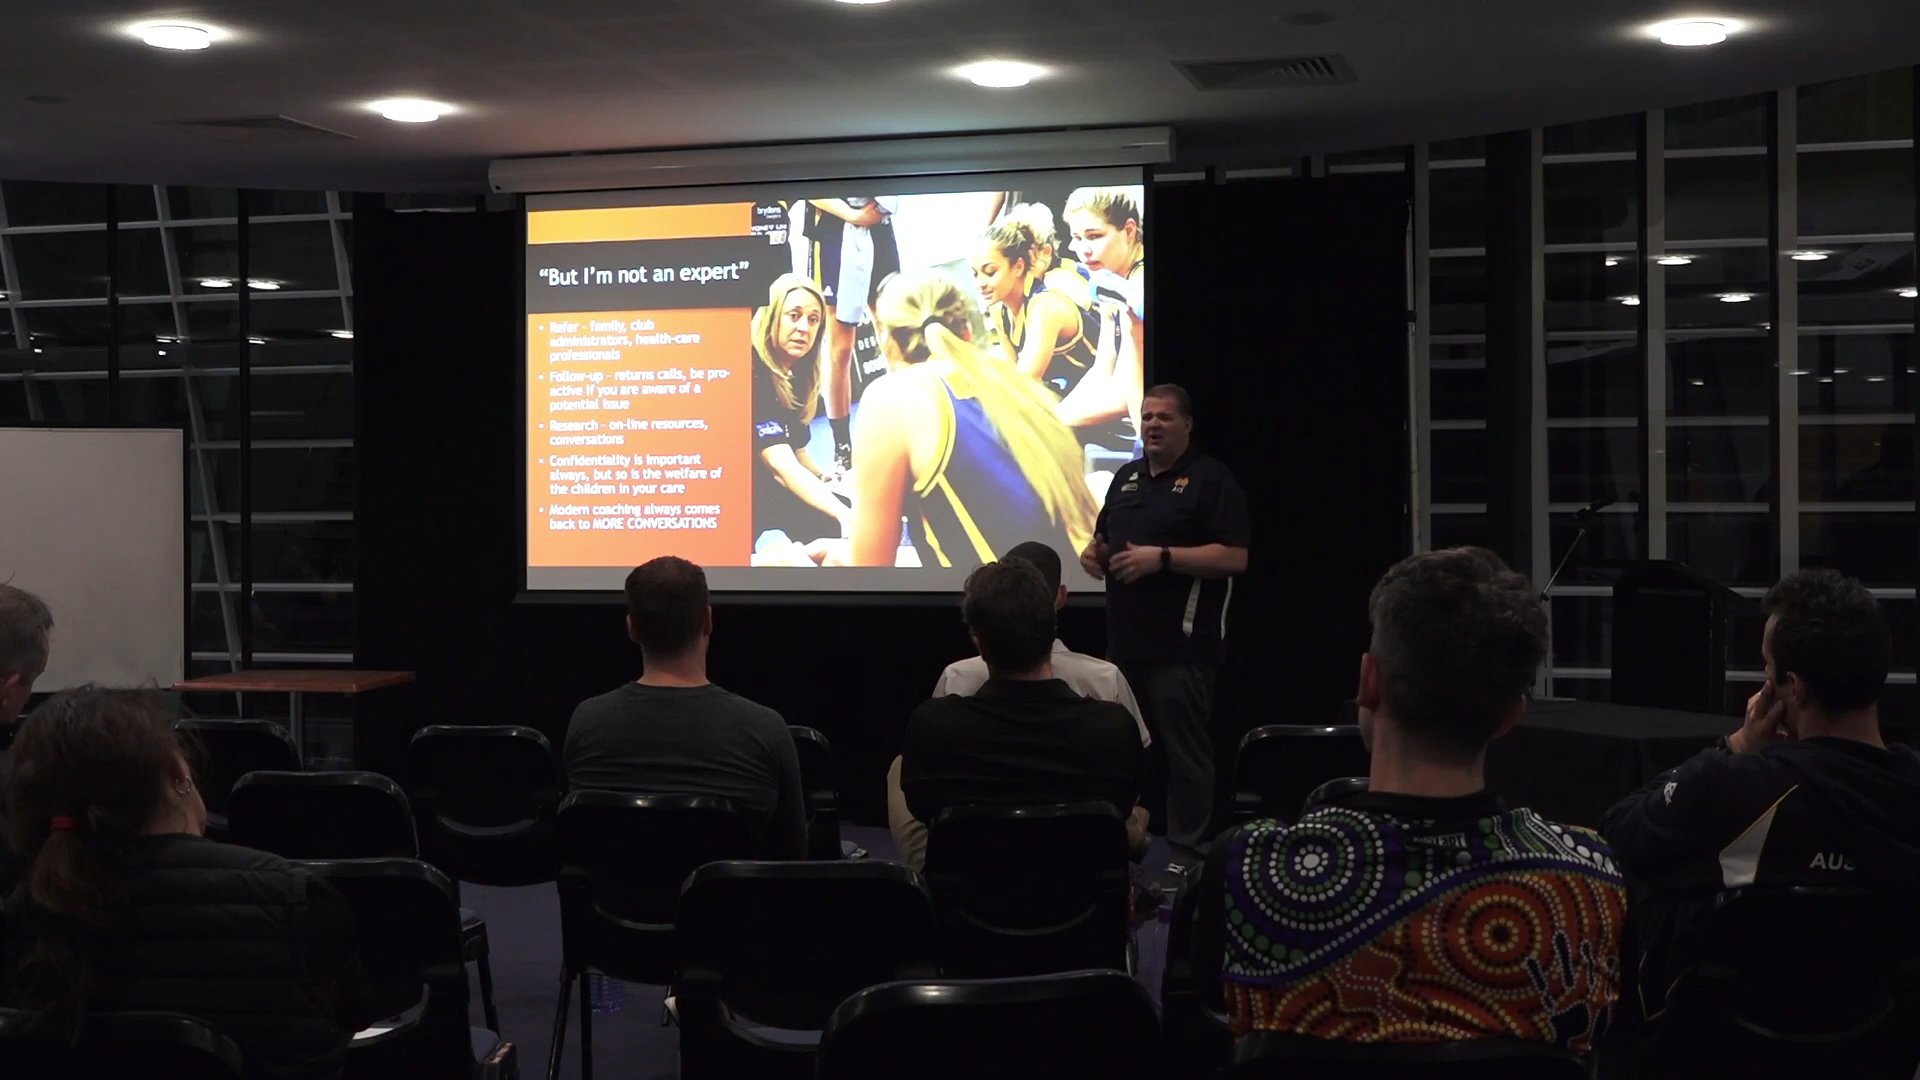 brydens
“But I’m not an expert”
Refer - family, club
administrators, health-care
professionals
Follow-up - returns calls, be pro-
active if you are aware of a
potential issue
Research - on-line resources,
conversations
Confidentiality is important
always, but so is the welfare of
the children in your care
Modern coaching always comes
back to MORE CONVERSATIONS
AIS
AUS